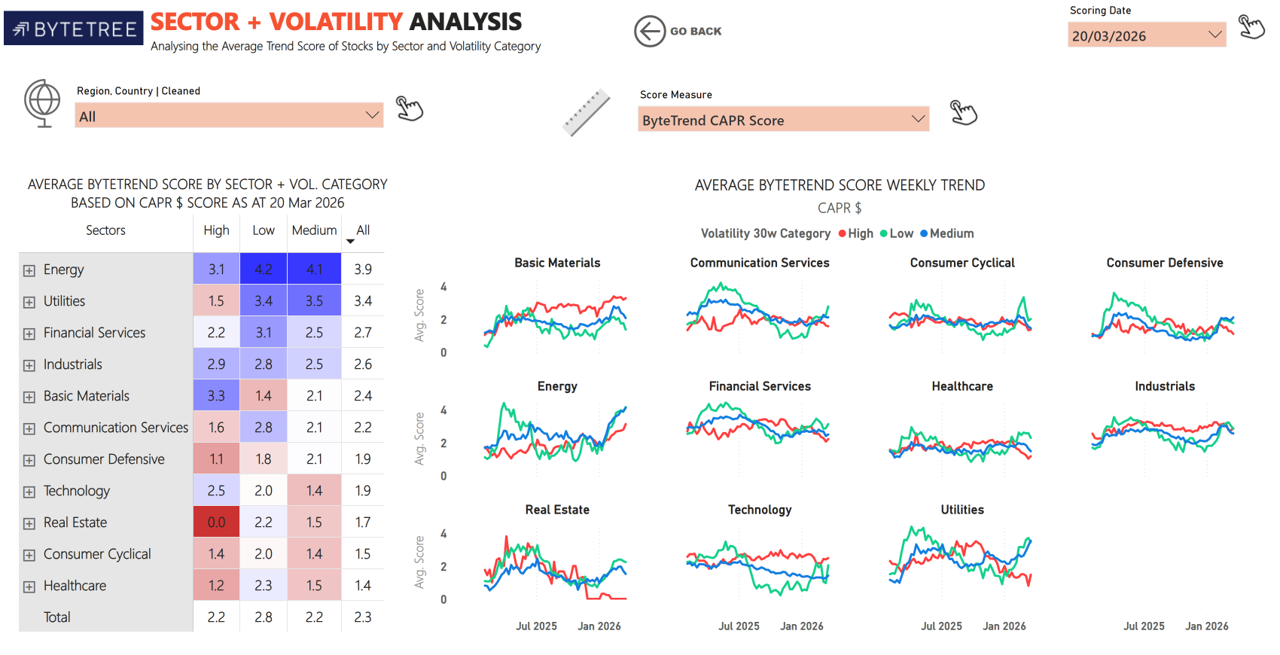 BYTETREE
SECTOR + VOLATILITY ANALYSIS
Analysing the Average Trend Score of Stocks by Sector and Volatility Category
GO BACK
Scoring Date
20/03/2026
Region, Country | Cleaned
All
Score Measure
ByteTrend CAPR Score
AVERAGE BYTETREND SCORE BY SECTOR + VOL. CATEGORY
BASED ON CAPR $ SCORE AS AT 20 Mar 2026
Sectors High Low Medium All
Energy 3.1 4.2 4.1 3.9
Utilities 1.5 3.4 3.5 3.4
Financial Services 2.2 3.1 2.5 2.7
Industrials 2.9 2.8 2.5 2.6
Basic Materials 3.3 1.4 2.1 2.4
Communication Services 1.6 2.8 2.1 2.2
Consumer Defensive 1.1 1.8 2.1 1.9
Technology 2.5 2.0 1.4 1.9
Real Estate 0.0 2.2 1.5 1.7
Consumer Cyclical 1.4 2.0 1.4 1.5
Healthcare 1.2 2.3 1.5 1.4
Total 2.2 2.8 2.2 2.3
AVERAGE BYTETREND SCORE WEEKLY TREND
CAPR $
Volatility 30w Category High Low Medium
Basic Materials Communication Services Consumer Cyclical Consumer Defensive
Avg. Score
4
2
0
Energy Financial Services Healthcare Industrials
Avg. Score
4
2
0
Real Estate Technology Utilities
Avg. Score
4
2
0
Jul 2025 Jan 2026 Jul 2025 Jan 2026 Jul 2025 Jan 2026 Jul 2025 Jan 2026